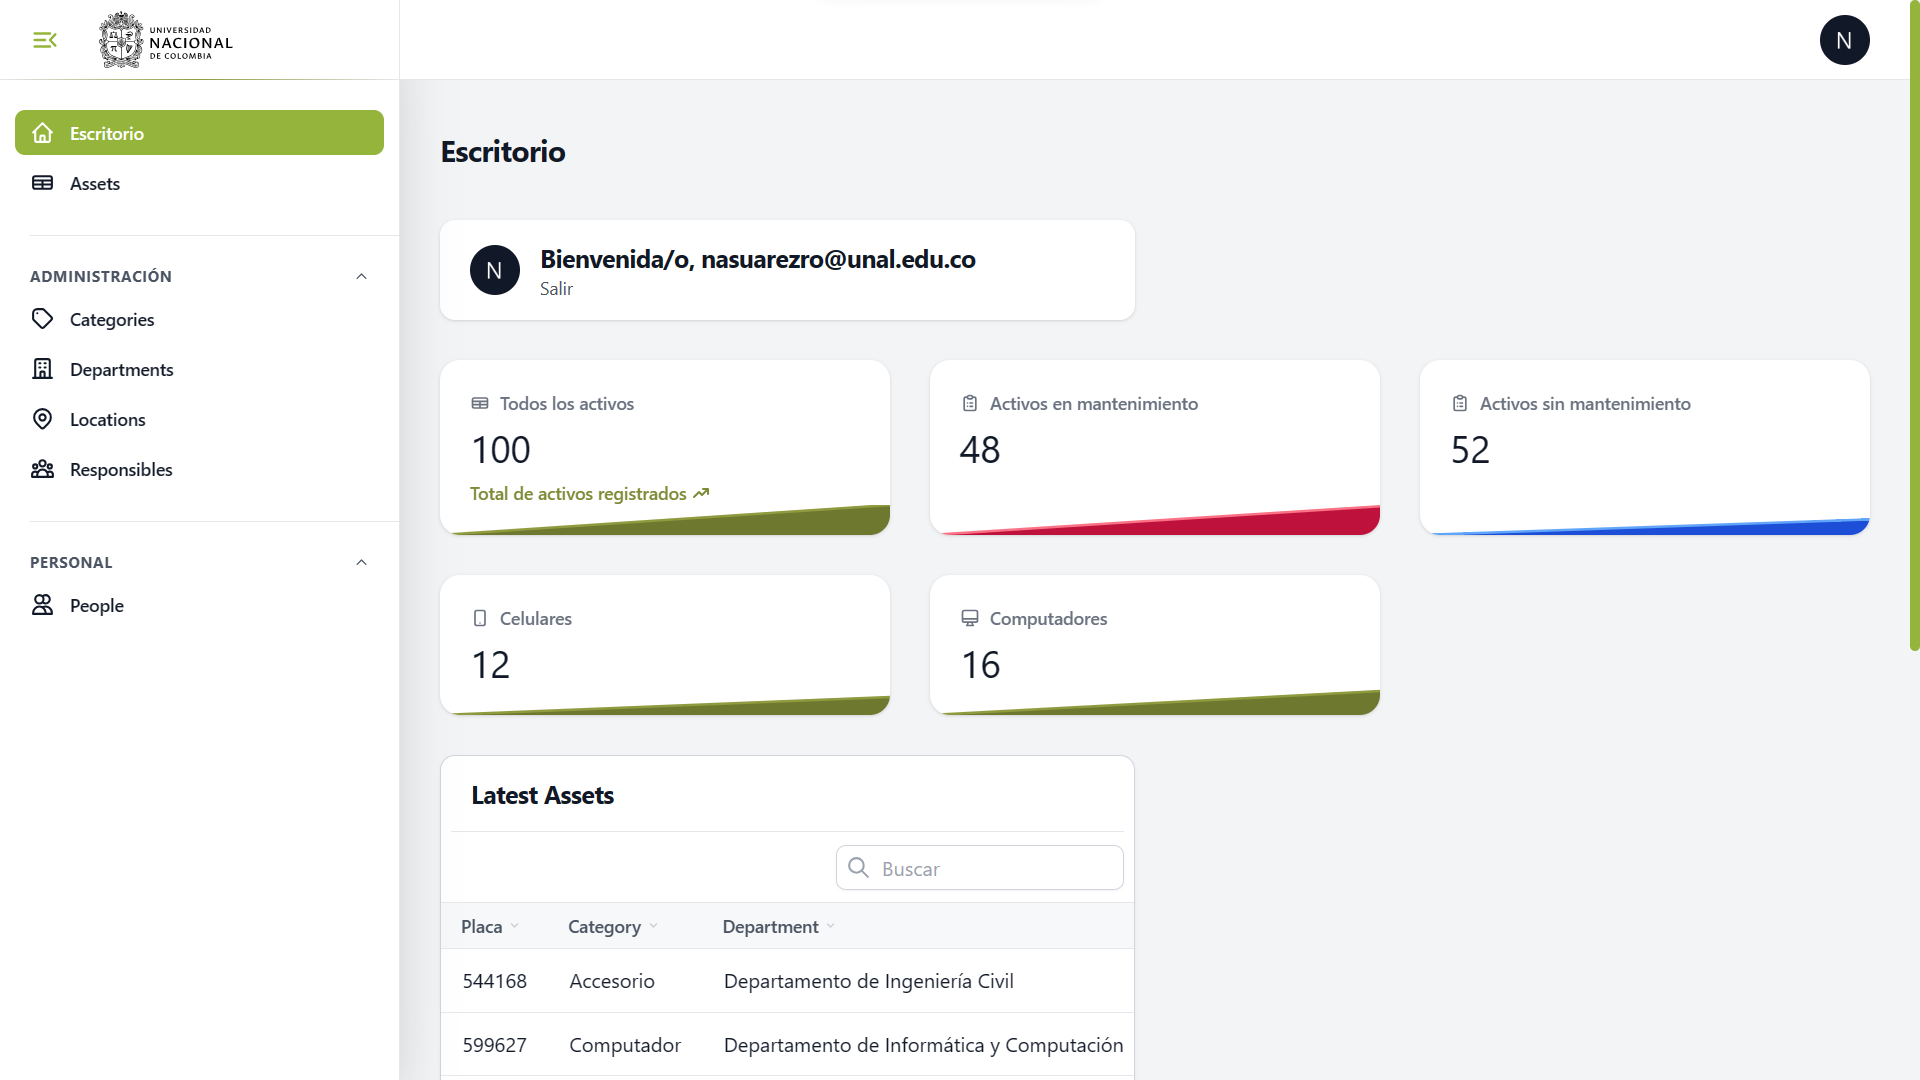 UNIVERSIDAD
NACIONAL
DE COLOMBIA
N
Escritorio
Assets
ADMINISTRACIÓN
Categories
Departments
Locations
Responsibles
PERSONAL
People
Escritorio
N
Bienvenida/o, nasuarezro@unal.edu.co
Salir
Todos los activos
100
Total de activos registrados
Activos en mantenimiento
48
Activos sin mantenimiento
52
Celulares
12
Computadores
16
Latest Assets
Buscar
Placa Category Department
544168 Accesorio Departamento de Ingeniería Civil
599627 Computador Departamento de Informática y Computación